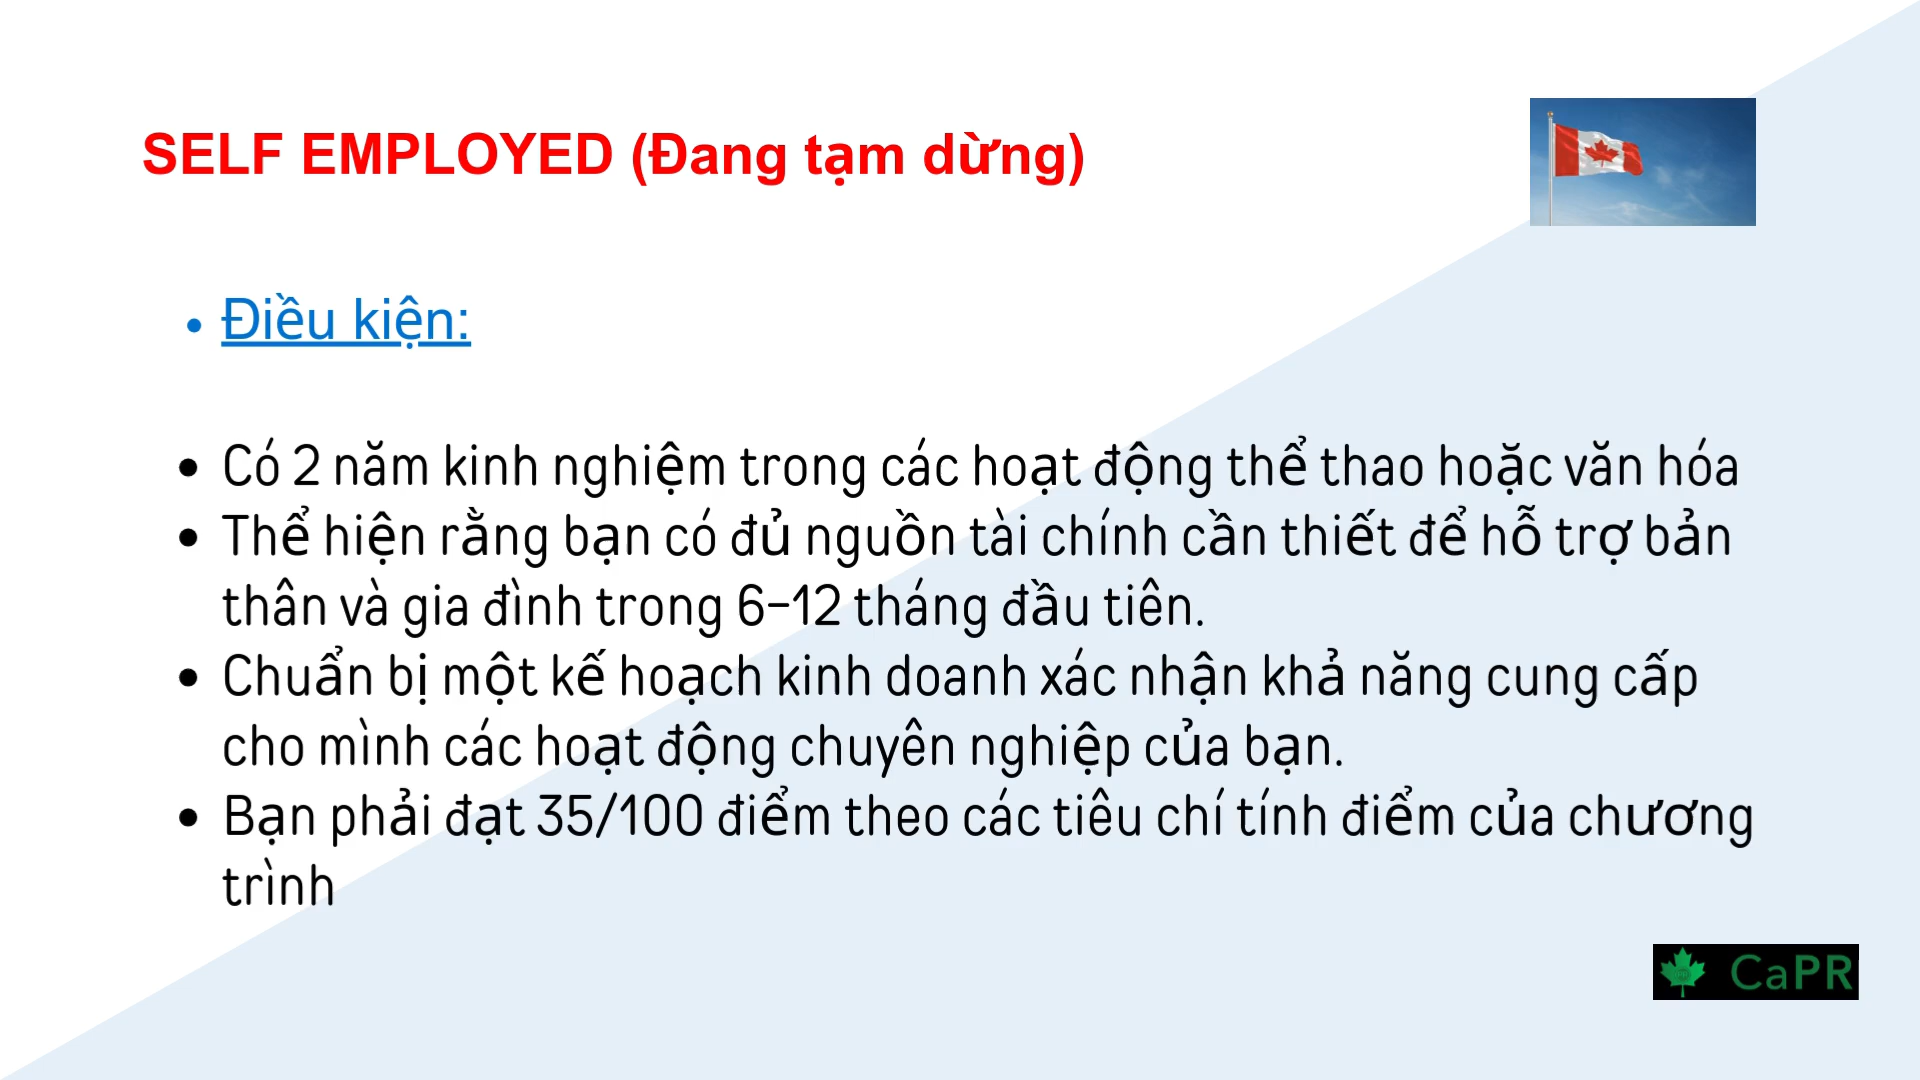 SELF EMPLOYED (Đang tạm dừng)
• Điều kiện:
• Có 2 năm kinh nghiệm trong các hoạt động thể thao hoặc văn hóa
• Thể hiện rằng bạn có đủ nguồn tài chính cần thiết để hỗ trợ bản
thân và gia đình trong 6-12 tháng đầu tiên.
• Chuẩn bị một kế hoạch kinh doanh xác nhận khả năng cung cấp
cho mình các hoạt động chuyên nghiệp của bạn.
• Bạn phải đạt 35/100 điểm theo các tiêu chí tính điểm của chương
trình
CaPR